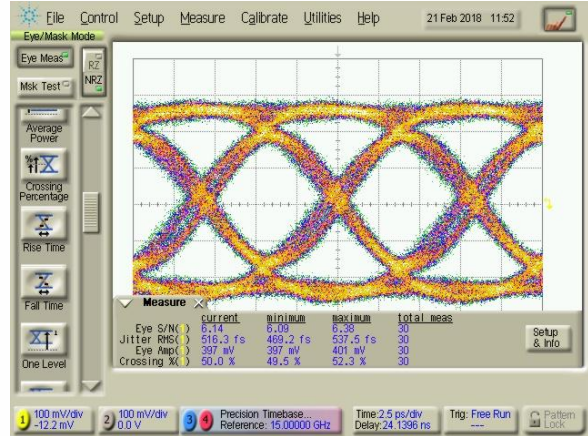 File Control Setup Measure Calibrate Utilities Help 21 Feb 2018 11:52
Eye/Mask Mode
Eye Meas
RZ
NRZ
Msk Test
Average
Power
Crossing
Percentage
Rise Time
Fall Time
One Level
Measure
current minimum maximum total meas
Eye S/N( ) 6.14 6.09 6.38 30
Jitter RMS( ) 516.3 fs 469.2 fs 537.5 fs 30
Eye Amp( ) 397 mV 397 mV 401 mV 30
Crossing %( ) 50.0 % 49.5 % 52.3 % 30
Setup
& Info
1 100 mV/div
-12.2 mV
2 100 mV/div
0.0 V
3 4 Precision Timebase...
Reference: 15.00000 GHz
Time:2.5 ps/div
Delay:24.1396 ns
Trig: Free Run
---
Pattern
Lock